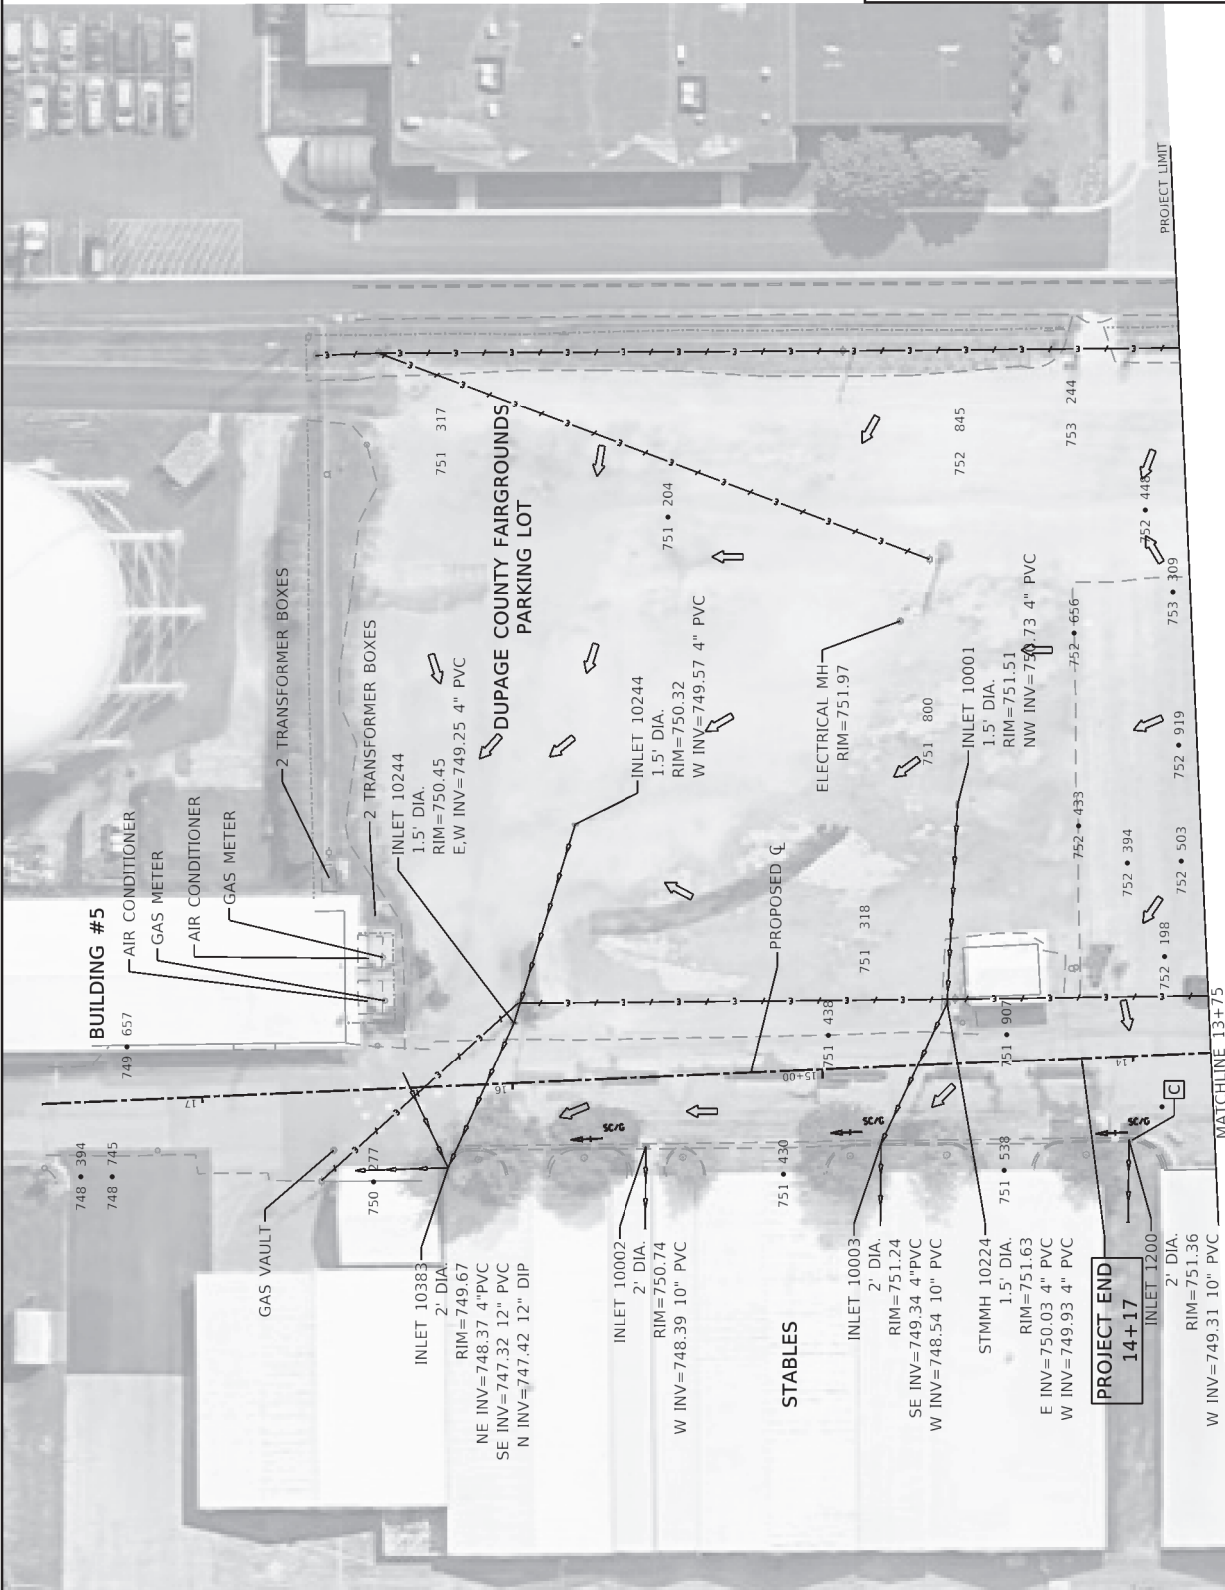 BUILDING #5
AIR CONDITIONER
GAS METER
AIR CONDITIONER
GAS METER
2 TRANSFORMER BOXES
2 TRANSFORMER BOXES
INLET 10244
1.5' DIA.
RIM=750.45
E,W INV=749.25 4" PVC
DUPAGE COUNTY FAIRGROUNDS
PARKING LOT
INLET 10244
1.5' DIA.
RIM=750.32
W INV=749.57 4" PVC
ELECTRICAL MH
RIM=751.97
INLET 10001
1.5' DIA.
RIM=751.51
NW INV=75 .73 4" PVC
PROPOSED ℄
PROJECT LIMIT
749 • 657
751 317
751 • 204
752 845
753 244
752 • 448
753 • 309
752 • 656
751 800
752 • 433
752 • 919
752 • 394
752 • 503
751 318
752 • 198
751 • 438
751 • 907
17
16
15+00
14
748 • 394
748 • 745
750 • 277
751 • 430
751 • 538
SC/G
SC/G
SC/G
C
GAS VAULT
INLET 10383
2' DIA.
RIM=749.67
NE INV=748.37 4"PVC
SE INV=747.32 12" PVC
N INV=747.42 12" DIP
INLET 10002
2' DIA.
RIM=750.74
W INV=748.39 10" PVC
STABLES
INLET 10003
2' DIA.
RIM=751.24
SE INV=749.34 4"PVC
W INV=748.54 10" PVC
STMMH 10224
1.5' DIA.
RIM=751.63
E INV=750.03 4" PVC
W INV=749.93 4" PVC
PROJECT END
14+17
INLET 1200
2' DIA.
RIM=751.36
W INV=749.31 10" PVC
MATCHLINE 13+75